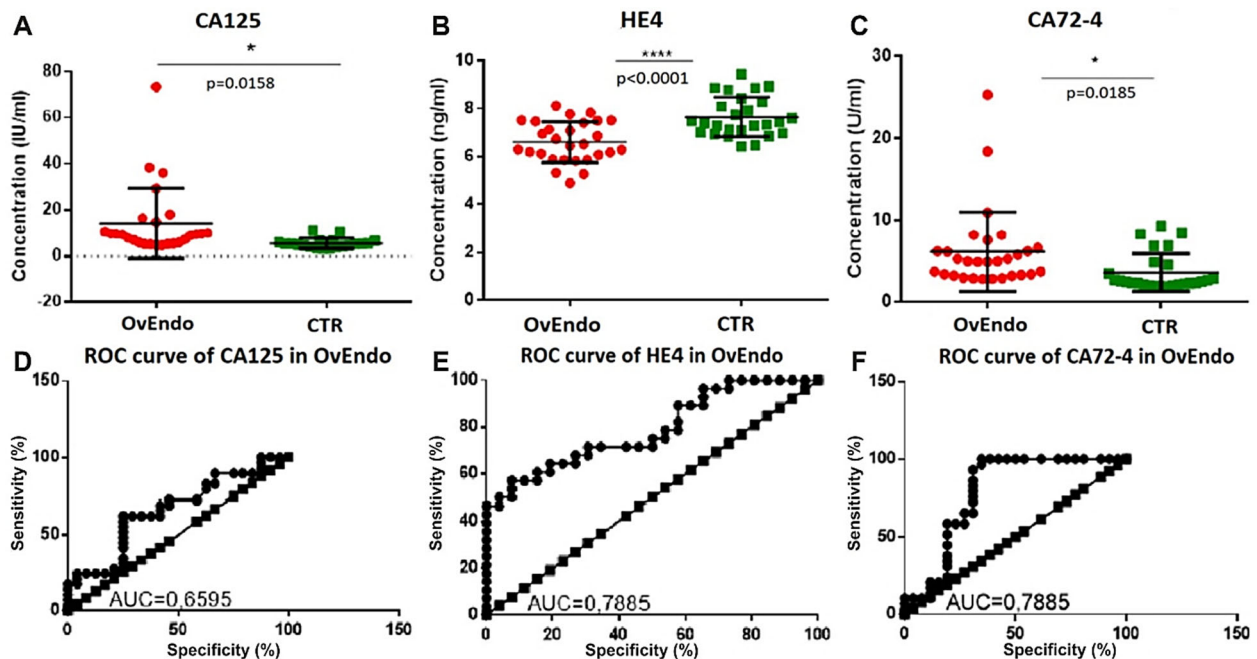 A
CA125
*
p=0.0158
Concentration (IU/ml)
80
60
40
20
0
-20
OvEndo
CTR
B
HE4
****
p<0.0001
Concentration (ng/ml)
10
8
6
4
2
0
OvEndo
CTR
C
CA72-4
*
p=0.0185
Concentration (U/ml)
30
20
10
0
OvEndo
CTR
D
ROC curve of CA125 in OvEndo
Sensitivity (%)
150
100
50
0
AUC=0,6595
0
50
100
150
Specificity (%)
E
ROC curve of HE4 in OvEndo
Sensitivity (%)
100
80
60
40
20
0
AUC=0,7885
0
20
40
60
80
100
Specificity (%)
F
ROC curve of CA72-4 in OvEndo
Sensitivity (%)
150
100
50
0
AUC=0,7885
0
50
100
150
Specificity (%)